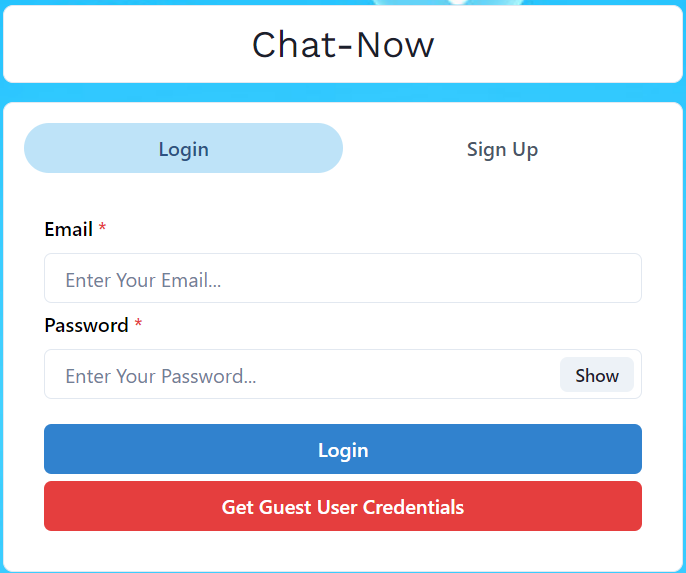 Chat-Now
Login Sign Up
Email *
Enter Your Email...
Password *
Enter Your Password... Show
Login
Get Guest User Credentials